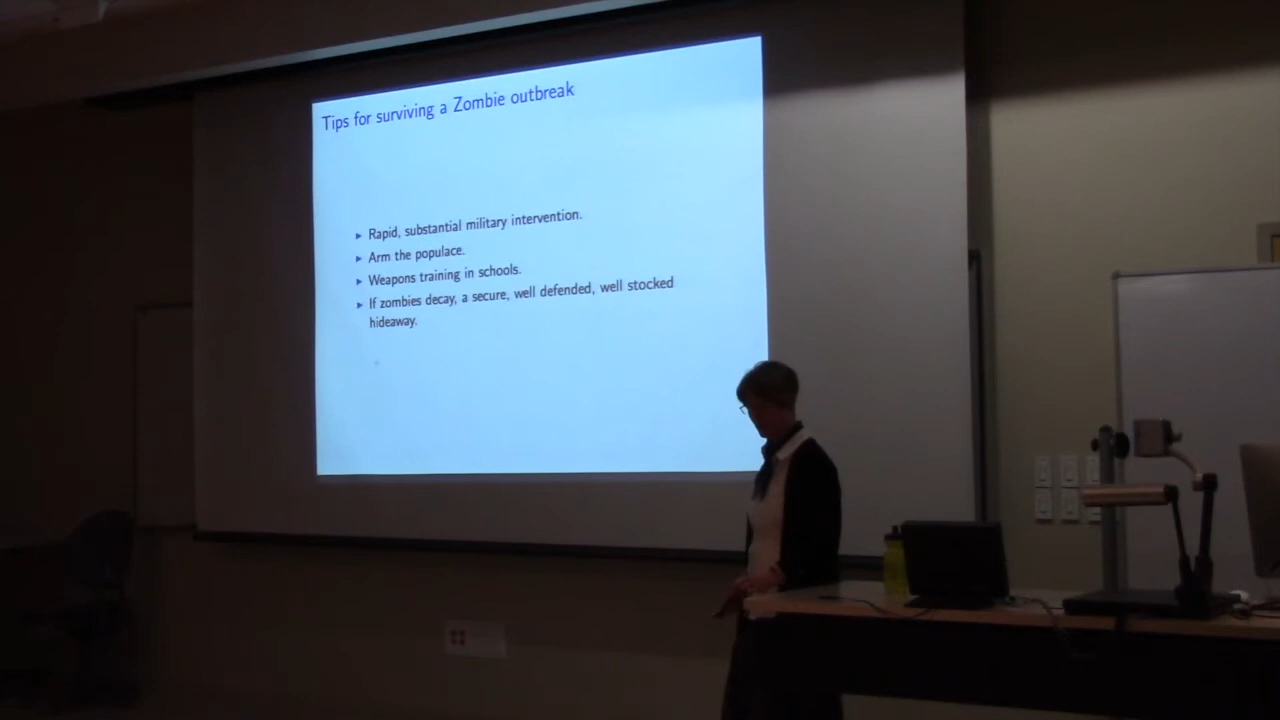 Tips for surviving a Zombie outbreak
▸ Rapid, substantial military intervention.
▸ Arm the populace.
▸ Weapons training in schools.
▸ If zombies decay, a secure, well defended, well stocked
hideaway.